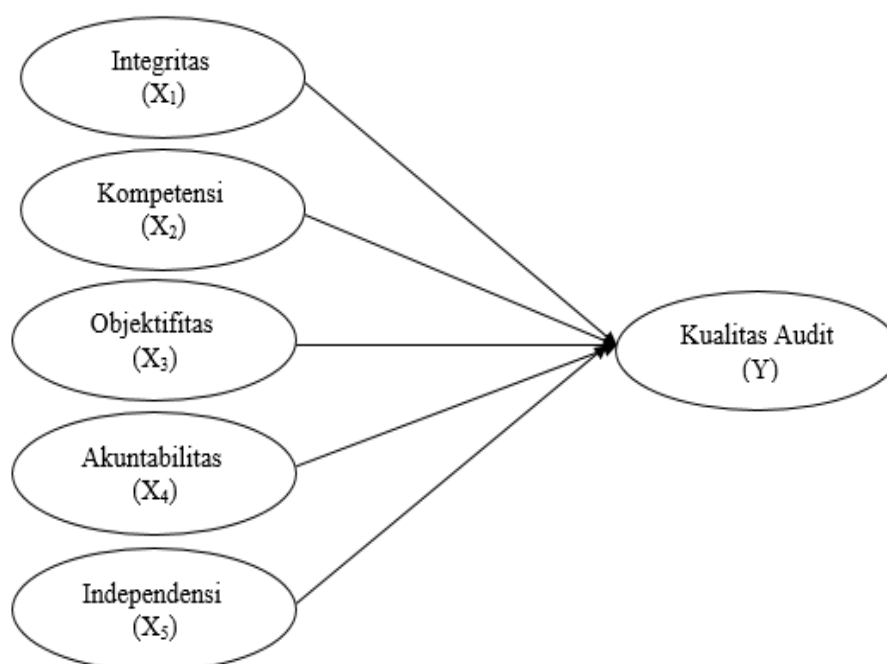 Integritas
(X₁)
Kompetensi
(X₂)
Objektifitas
(X₃)
Akuntabilitas
(X₄)
Independensi
(X₅)
Kualitas Audit
(Y)